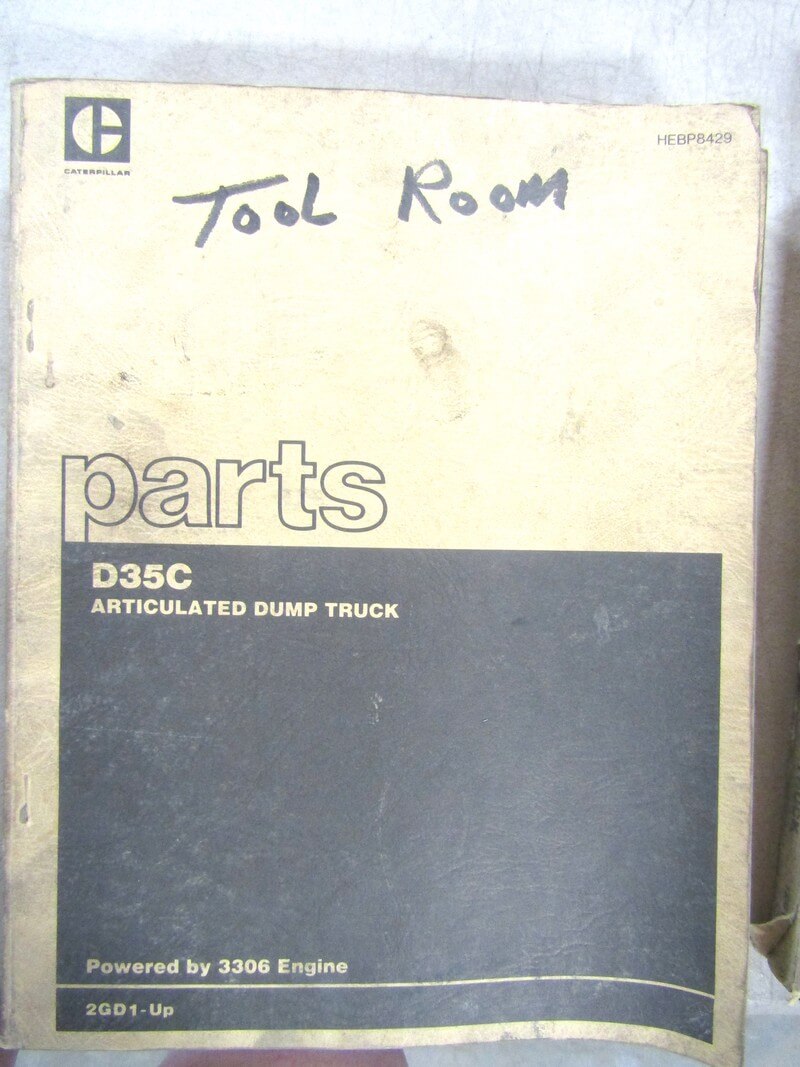 CATERPILLAR
HEBP8429
TOOL ROOM
parts
D35C
ARTICULATED DUMP TRUCK
Powered by 3306 Engine
2GD1-Up